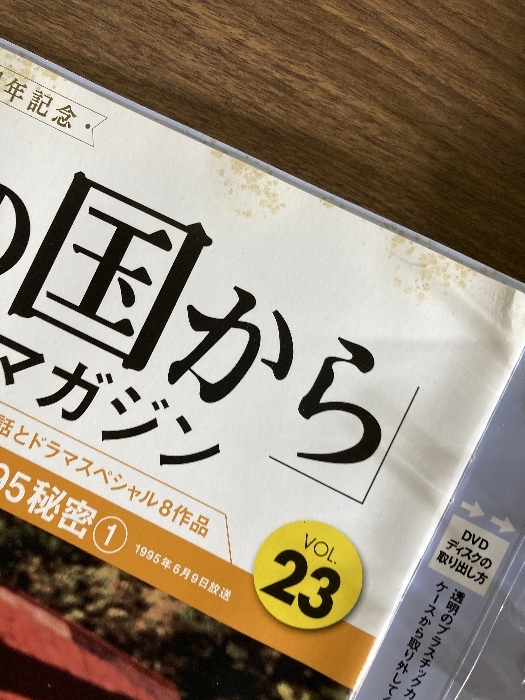 年記念・
の国から」
マガジン
話とドラマスペシャル8作品
95秘密①
1995年6月9日放送
VOL.
23
DVD
ディスクの
取り出し方
透明のプラスチックカ
ケースから取り外して